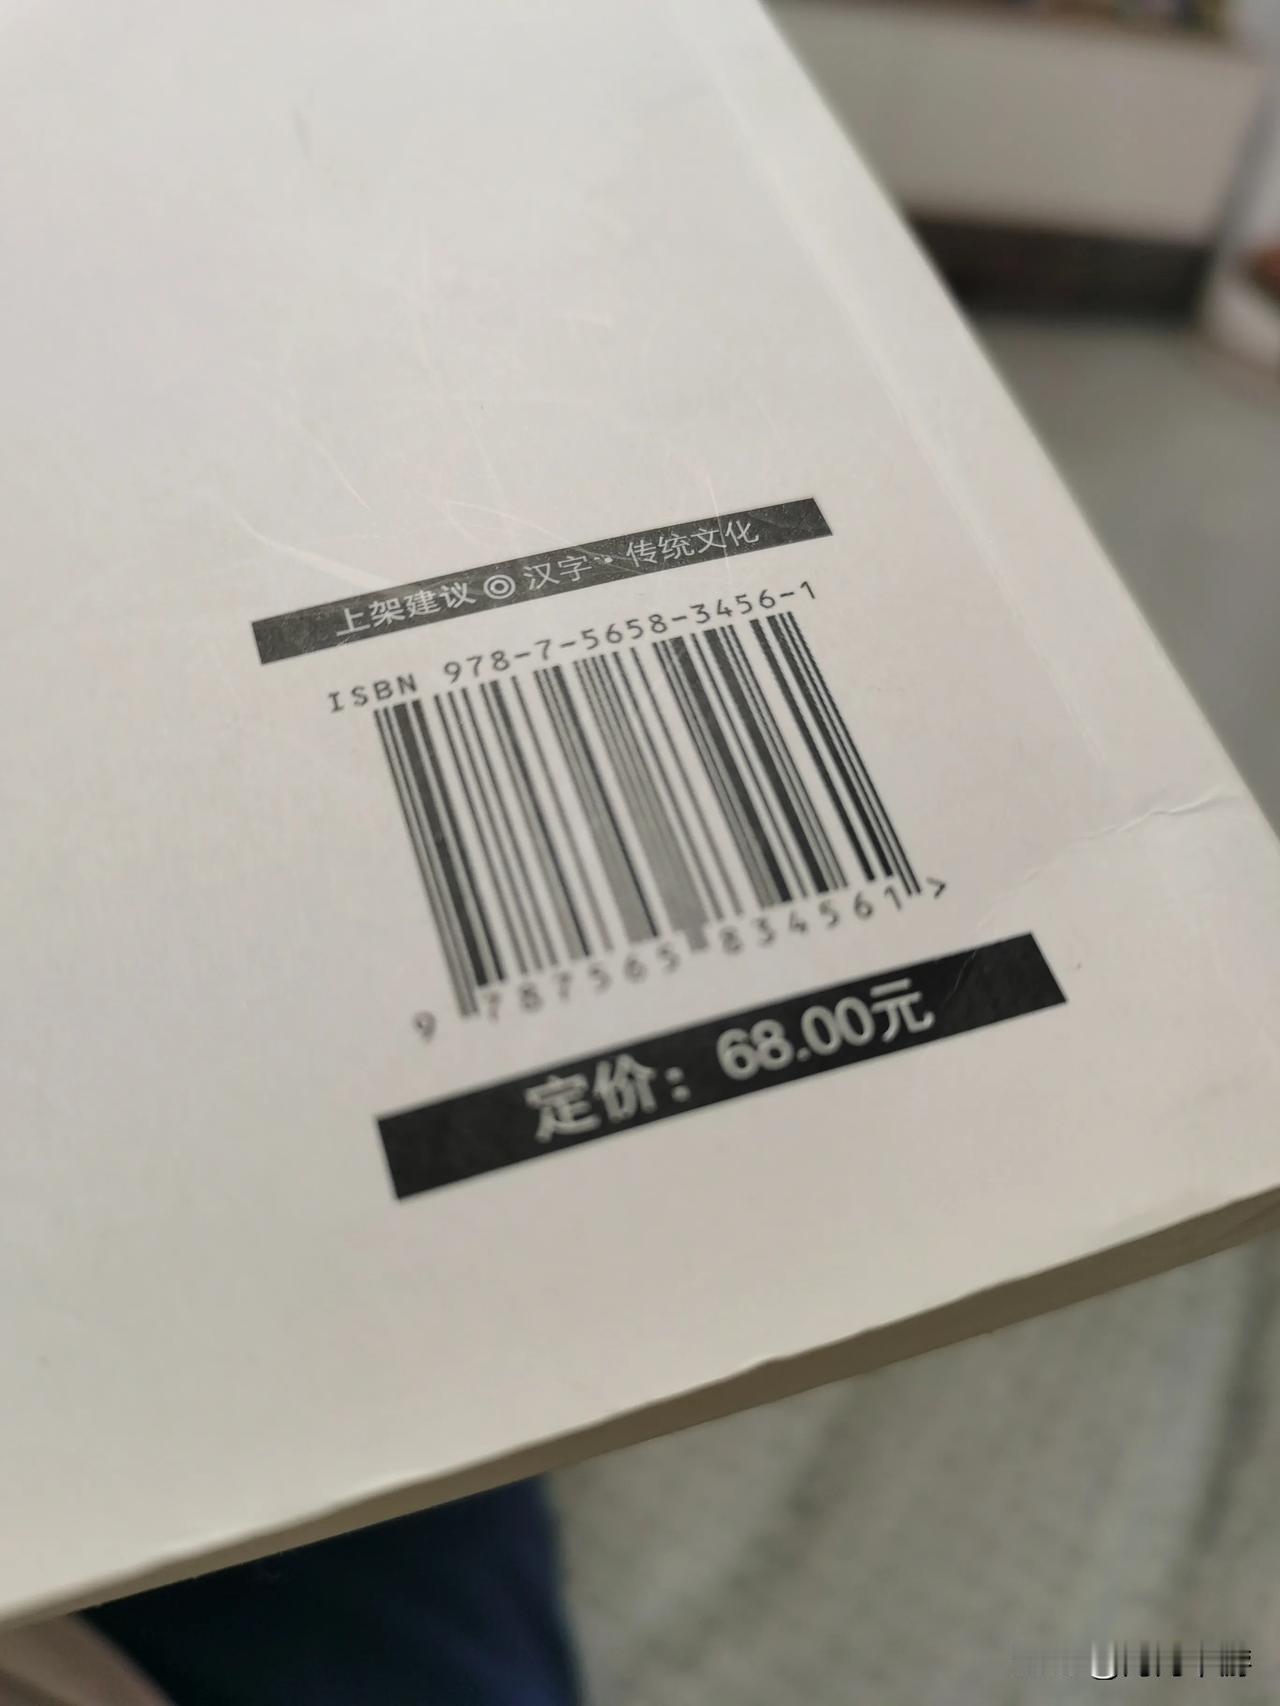 上架建议◎汉字·传统文化
ISBN 978-7-5658-3456-1
9 787565 834561 >
定价：68.00元